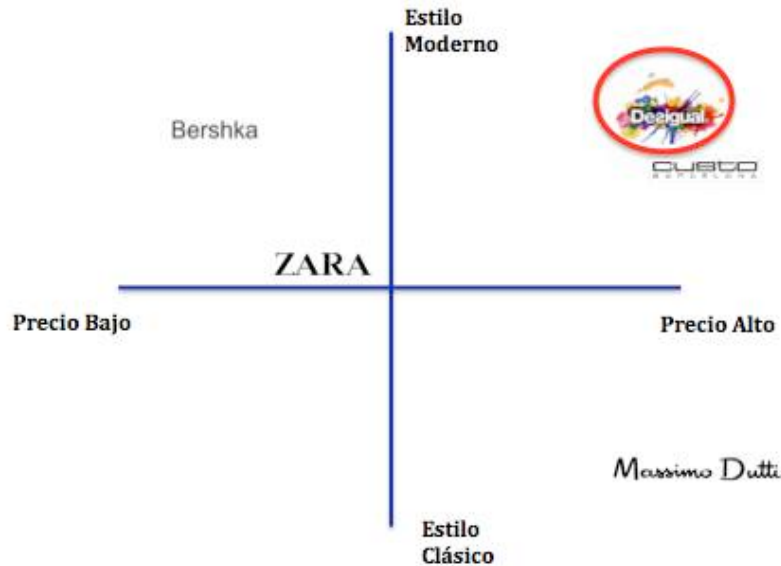 Estilo
Moderno
Desigual
Bershka
CUSTO
BARCELONA
ZARA
Precio Bajo
Precio Alto
Massimo Dutti
Estilo
Clásico